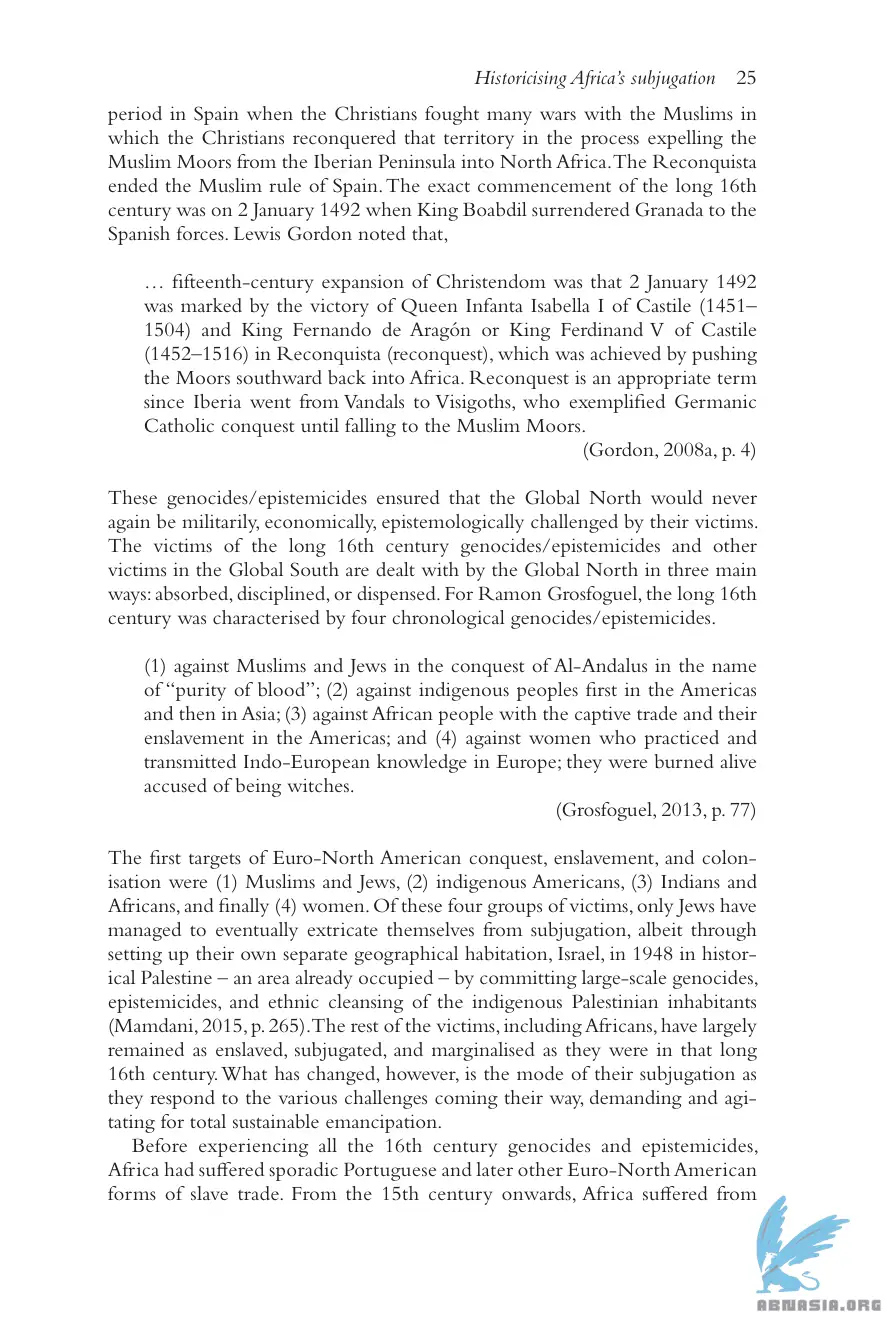 Historicising Africa's subjugation 25
period in Spain when the Christians fought many wars with the Muslims in
which the Christians reconquered that territory in the process expelling the
Muslim Moors from the Iberian Peninsula into North Africa. The Reconquista
ended the Muslim rule of Spain. The exact commencement of the long 16th
century was on 2 January 1492 when King Boabdil surrendered Granada to the
Spanish forces. Lewis Gordon noted that,
… fifteenth-century expansion of Christendom was that 2 January 1492
was marked by the victory of Queen Infanta Isabella I of Castile (1451–
1504) and King Fernando de Aragón or King Ferdinand V of Castile
(1452–1516) in Reconquista (reconquest), which was achieved by pushing
the Moors southward back into Africa. Reconquest is an appropriate term
since Iberia went from Vandals to Visigoths, who exemplified Germanic
Catholic conquest until falling to the Muslim Moors.
(Gordon, 2008a, p. 4)
These genocides/epistemicides ensured that the Global North would never
again be militarily, economically, epistemologically challenged by their victims.
The victims of the long 16th century genocides/epistemicides and other
victims in the Global South are dealt with by the Global North in three main
ways: absorbed, disciplined, or dispensed. For Ramon Grosfoguel, the long 16th
century was characterised by four chronological genocides/epistemicides.
(1) against Muslims and Jews in the conquest of Al-Andalus in the name
of "purity of blood"; (2) against indigenous peoples first in the Americas
and then in Asia; (3) against African people with the captive trade and their
enslavement in the Americas; and (4) against women who practiced and
transmitted Indo-European knowledge in Europe; they were burned alive
accused of being witches.
(Grosfoguel, 2013, p. 77)
The first targets of Euro-North American conquest, enslavement, and colon-
isation were (1) Muslims and Jews, (2) indigenous Americans, (3) Indians and
Africans, and finally (4) women. Of these four groups of victims, only Jews have
managed to eventually extricate themselves from subjugation, albeit through
setting up their own separate geographical habitation, Israel, in 1948 in histor-
ical Palestine – an area already occupied – by committing large-scale genocides,
epistemicides, and ethnic cleansing of the indigenous Palestinian inhabitants
(Mamdani, 2015, p. 265). The rest of the victims, including Africans, have largely
remained as enslaved, subjugated, and marginalised as they were in that long
16th century. What has changed, however, is the mode of their subjugation as
they respond to the various challenges coming their way, demanding and agi-
tating for total sustainable emancipation.
Before experiencing all the 16th century genocides and epistemicides,
Africa had suffered sporadic Portuguese and later other Euro-North American
forms of slave trade. From the 15th century onwards, Africa suffered from
ABNASIA.ORG